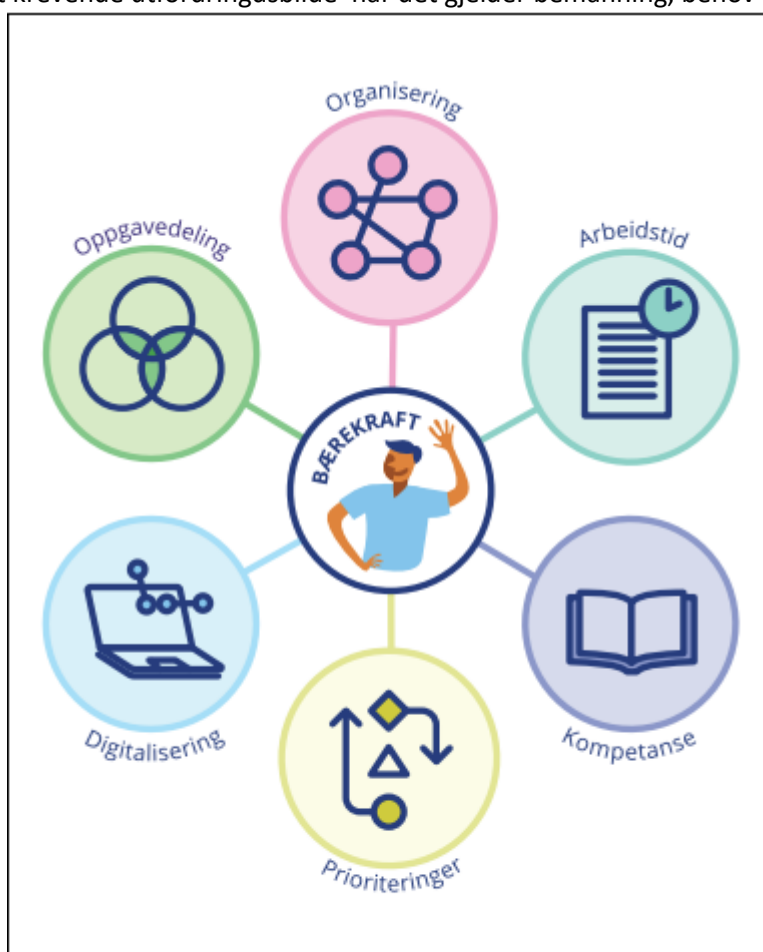 krevende utfordringsbilde når det gjelder bemanning, behov
Organisering
Oppgavedeling
Arbeidstid
BÆREKRAFT
Digitalisering
Kompetanse
Prioriteringer